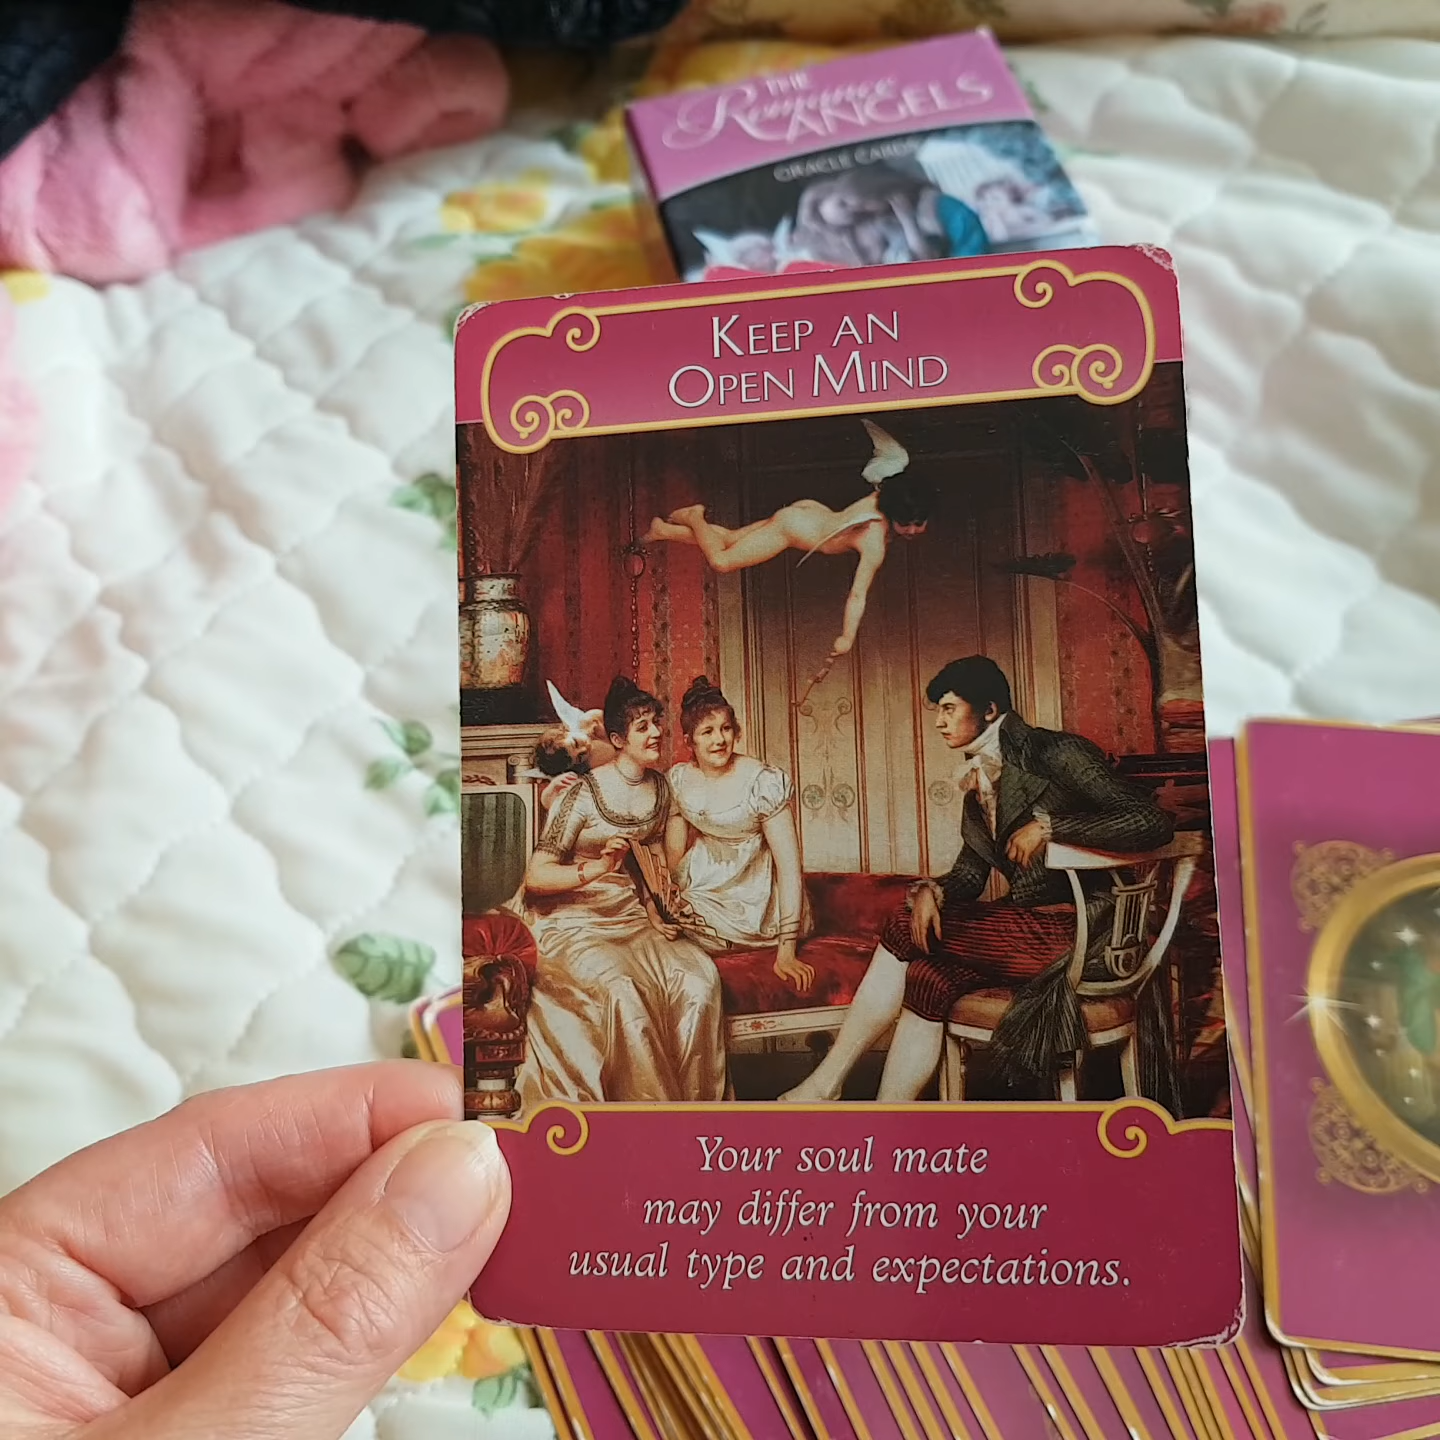 THE
Romance
ANGELS
ORACLE CARDS
KEEP AN
OPEN MIND
Your soul mate
may differ from your
usual type and expectations.